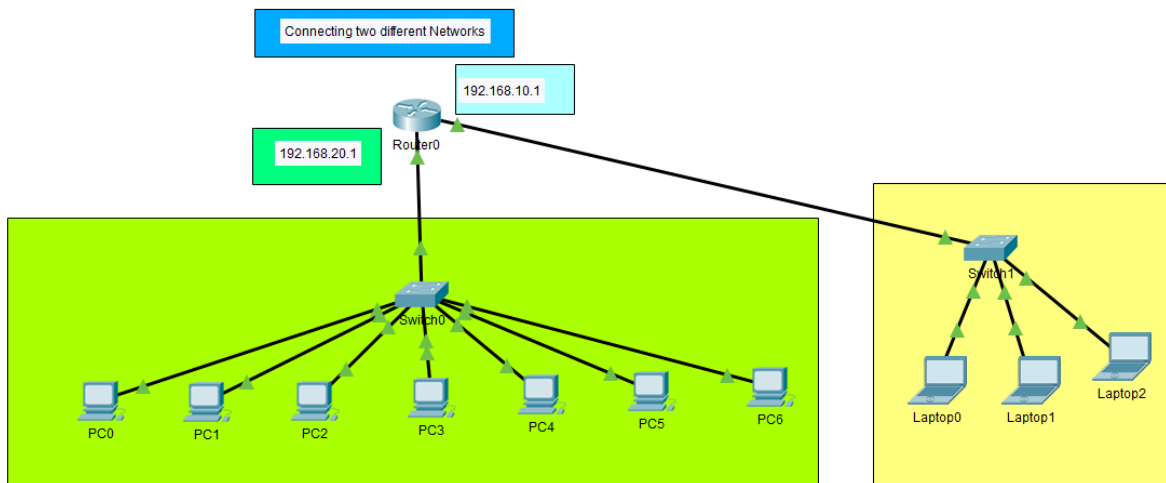 Connecting two different Networks
192.168.10.1
Router0
192.168.20.1
Switch1
Switch0
PC0
PC1
PC2
PC3
PC4
PC5
PC6
Laptop0
Laptop1
Laptop2